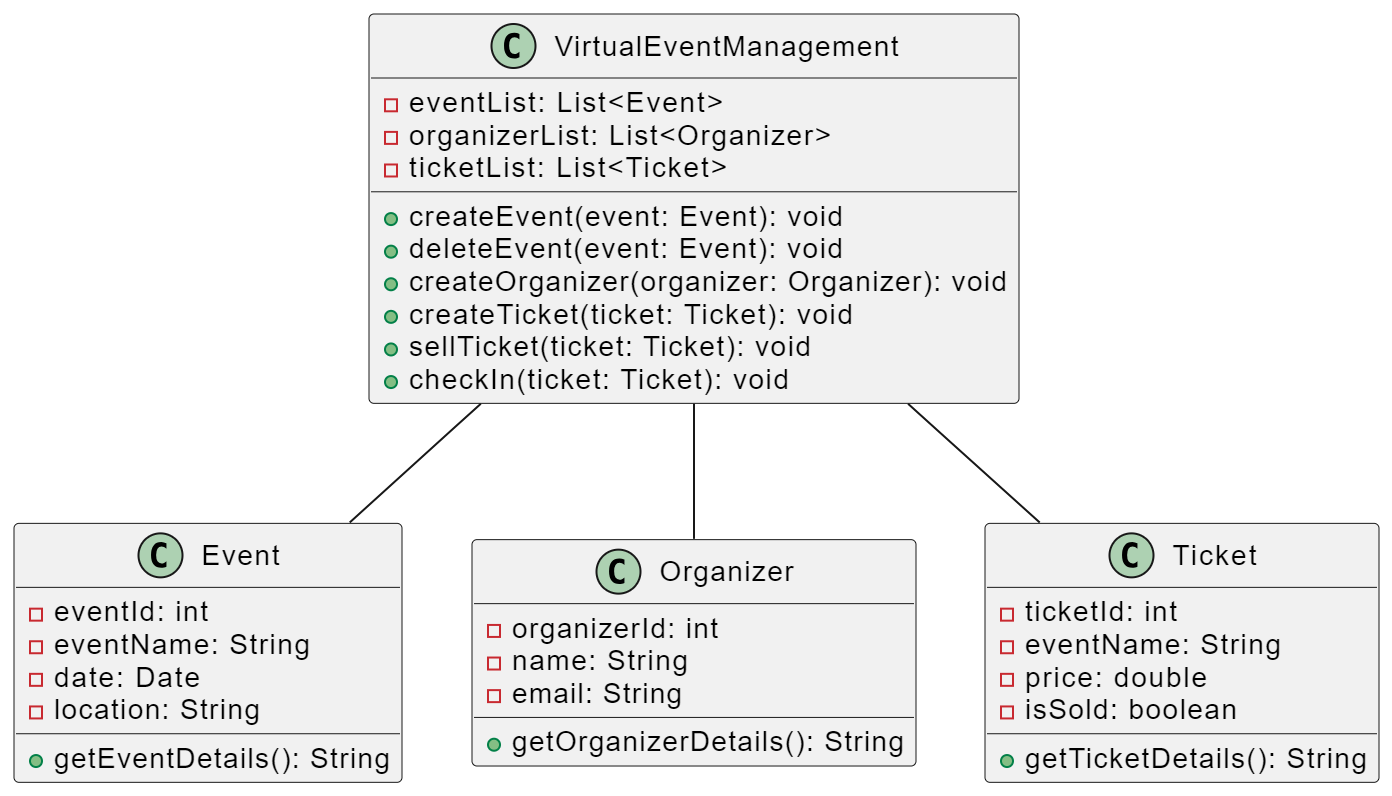 C VirtualEventManagement
eventList: List<Event>
organizerList: List<Organizer>
ticketList: List<Ticket>
createEvent(event: Event): void
deleteEvent(event: Event): void
createOrganizer(organizer: Organizer): void
createTicket(ticket: Ticket): void
sellTicket(ticket: Ticket): void
checkIn(ticket: Ticket): void
C Event
eventId: int
eventName: String
date: Date
location: String
getEventDetails(): String
C Organizer
organizerId: int
name: String
email: String
getOrganizerDetails(): String
C Ticket
ticketId: int
eventName: String
price: double
isSold: boolean
getTicketDetails(): String